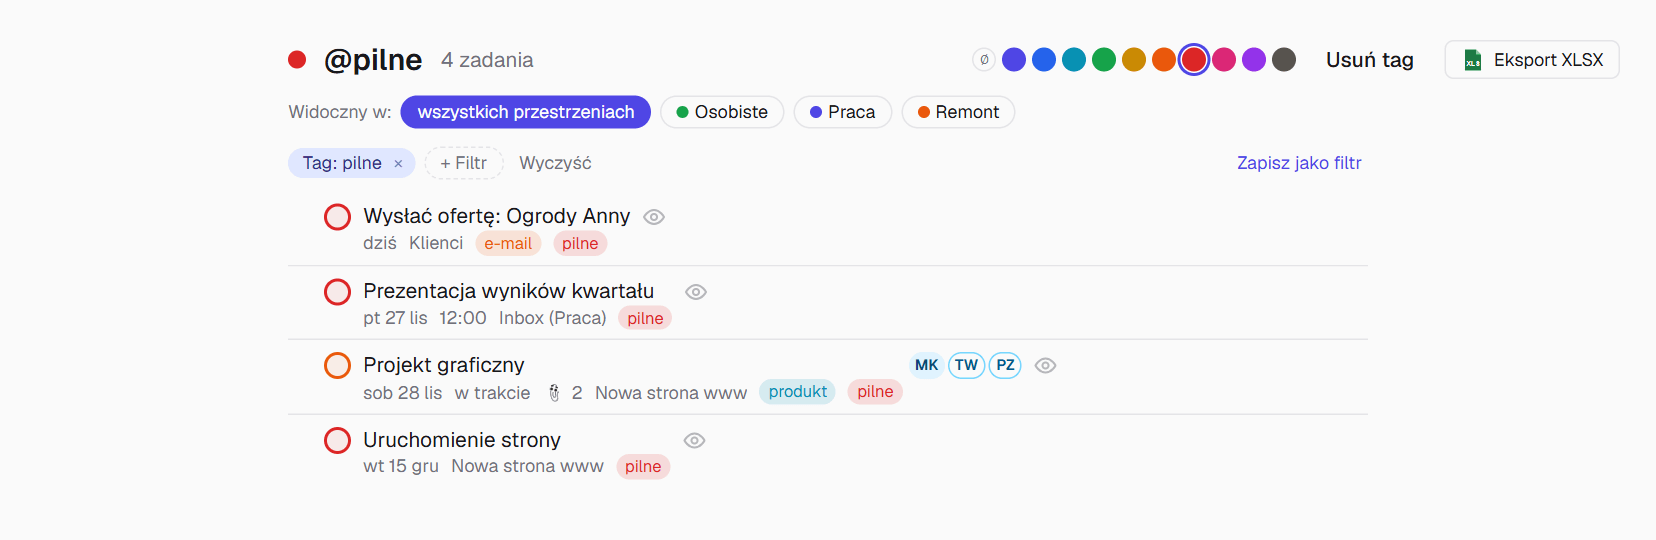 @pilne 4 zadania Ø Usuń tag XLS Eksport XLSX
Widoczny w: wszystkich przestrzeniach Osobiste Praca Remont
Tag: pilne × + Filtr Wyczyść Zapisz jako filtr
Wysłać ofertę: Ogrody Anny
dziś Klienci e-mail pilne
Prezentacja wyników kwartału
pt 27 lis 12:00 Inbox (Praca) pilne
Projekt graficzny MK TW PZ
sob 28 lis w trakcie 2 Nowa strona www produkt pilne
Uruchomienie strony
wt 15 gru Nowa strona www pilne